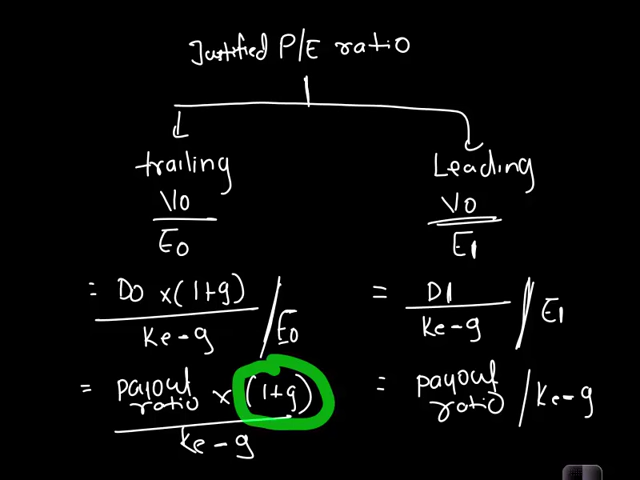 Justified P/E ratio
trailing
V0
E0
= D0 x (1+g)
ke-g / E0
= payout ratio x (1+g)
ke-g
Leading
V0
E1
= D1
ke-g / E1
= payout ratio / ke-g